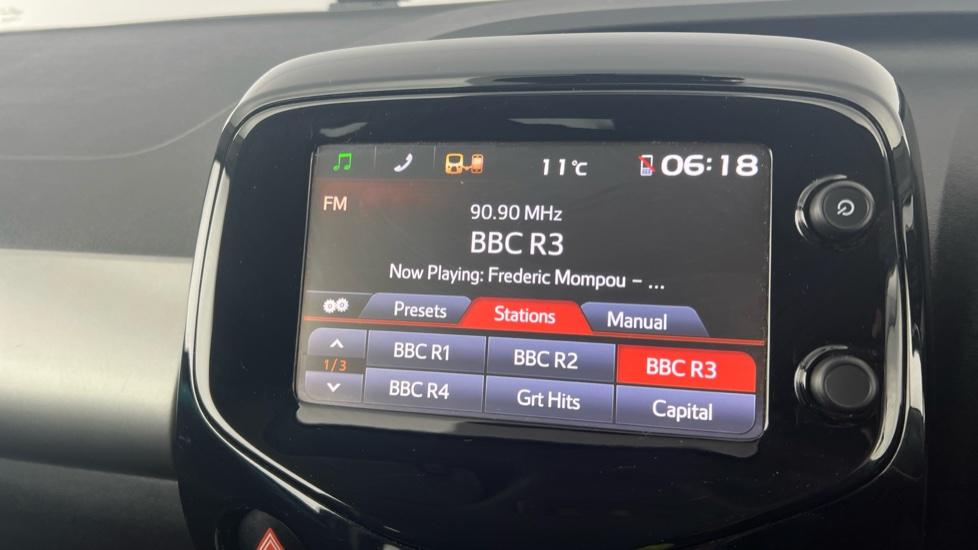 11°C 06:18
FM
90.90 MHz
BBC R3
Now Playing: Frederic Mompou – ...
Presets Stations Manual
1/3
BBC R1 BBC R2 BBC R3
BBC R4 Grt Hits Capital